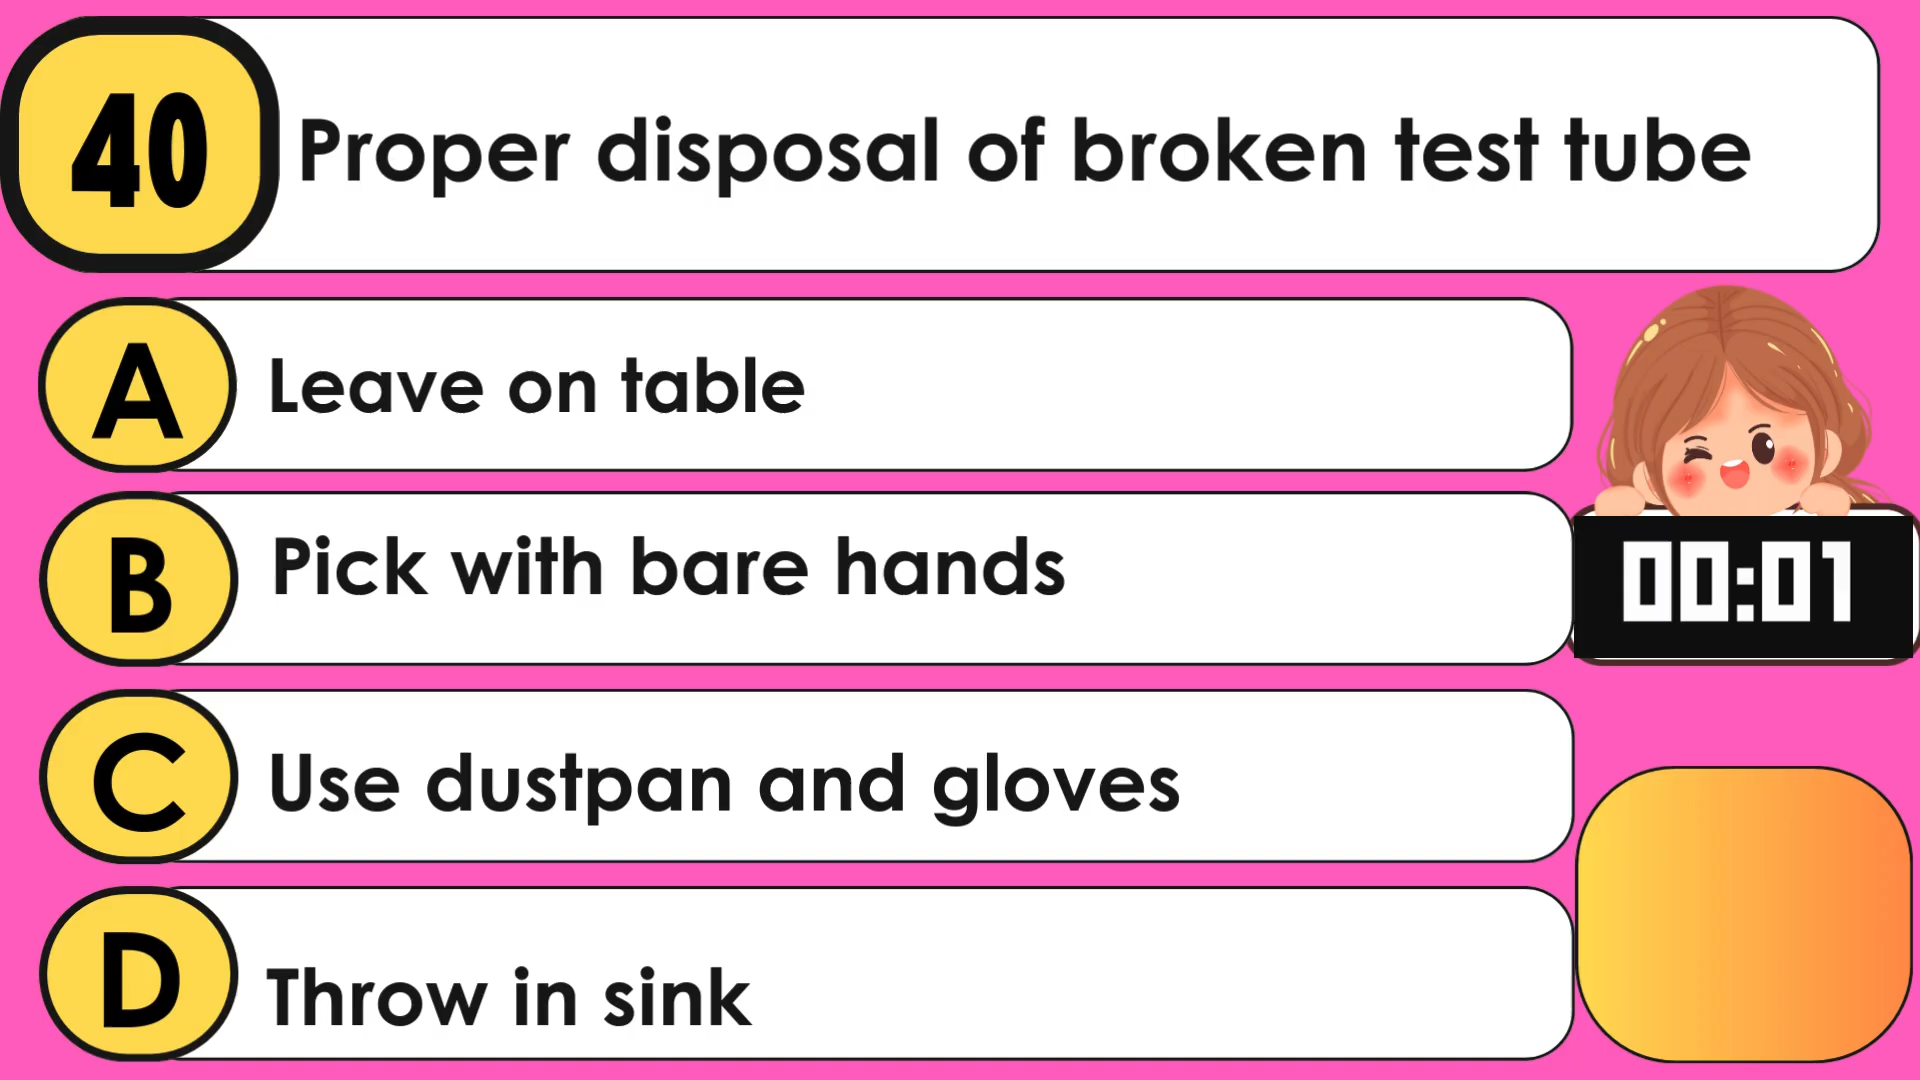 40
Proper disposal of broken test tube
A
Leave on table
B
Pick with bare hands
00:01
C
Use dustpan and gloves
D
Throw in sink